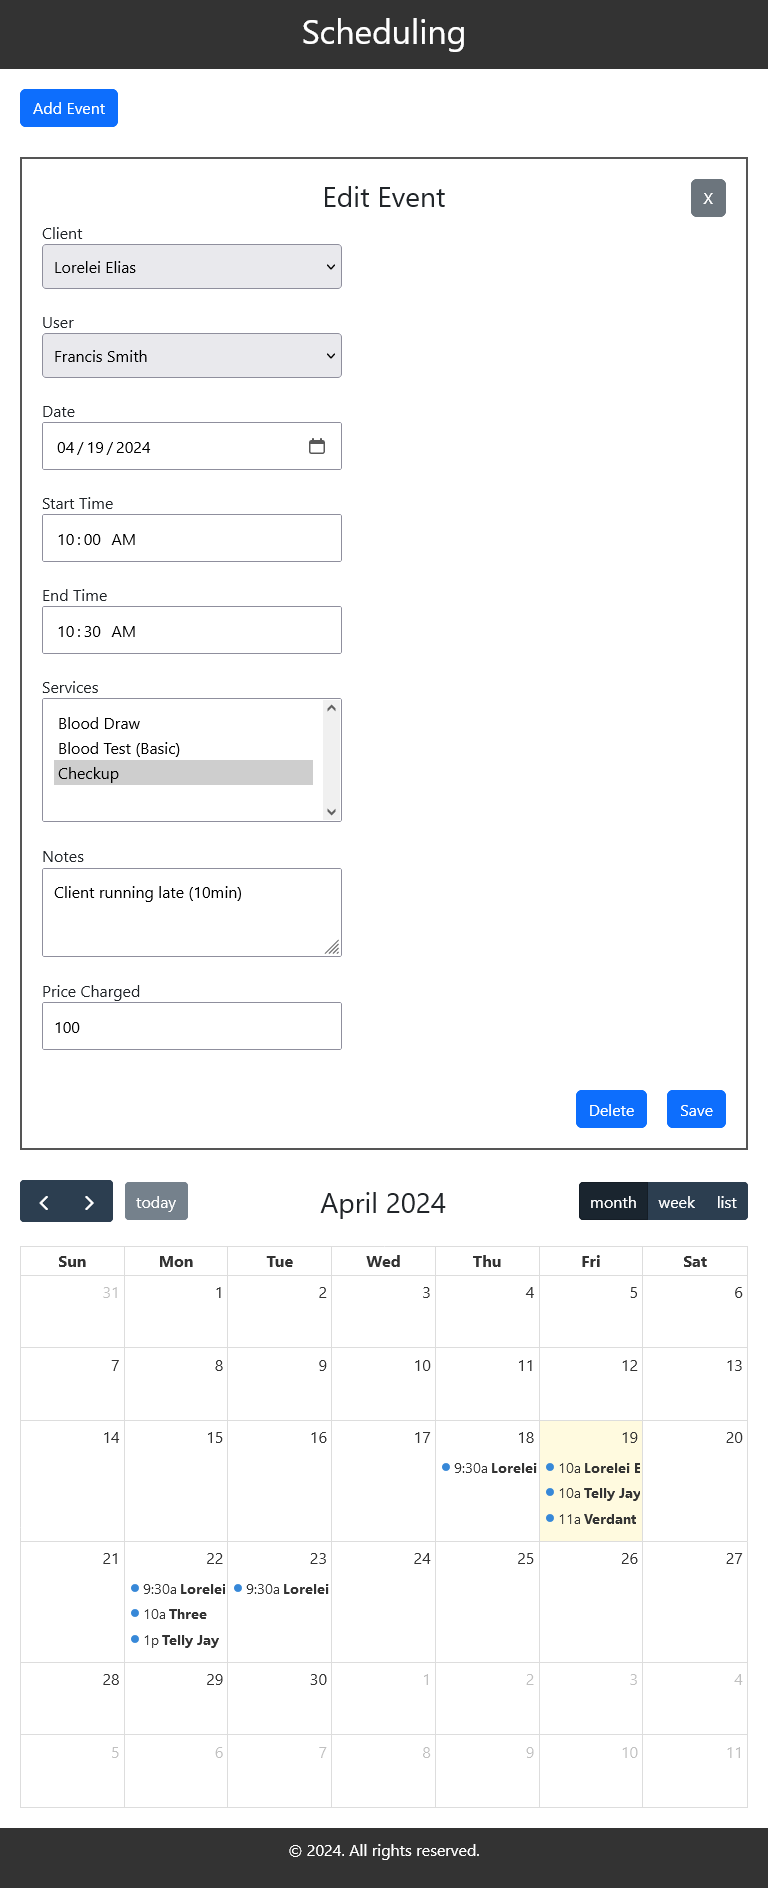 Scheduling
Add Event
Edit Event
X
Client
Lorelei Elias
User
Francis Smith
Date
04/19/2024
Start Time
10:00 AM
End Time
10:30 AM
Services
Blood Draw
Blood Test (Basic)
Checkup
Notes
Client running late (10min)
Price Charged
100
Delete Save
today April 2024 month week list
Sun Mon Tue Wed Thu Fri Sat
31 1 2 3 4 5 6
7 8 9 10 11 12 13
14 15 16 17 18 19 20
9:30a Lorelei 10a Lorelei E
10a Telly Jay
11a Verdant
21 22 23 24 25 26 27
9:30a Lorelei 9:30a Lorelei
10a Three
1p Telly Jay
28 29 30 1 2 3 4
5 6 7 8 9 10 11
© 2024. All rights reserved.